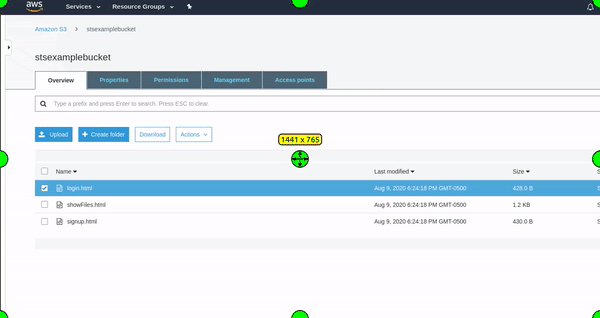 aws Services Resource Groups
Amazon S3 > stsexamplebucket
stsexamplebucket
Overview Properties Permissions Management Access points
Type a prefix and press Enter to search. Press ESC to clear.
Upload + Create folder Download Actions
1441 x 765
Name Last modified Size S
login.html Aug 9, 2020 6:24:18 PM GMT-0500 428.0 B S
showFiles.html Aug 9, 2020 6:24:18 PM GMT-0500 1.2 KB S
signup.html Aug 9, 2020 6:24:18 PM GMT-0500 430.0 B S